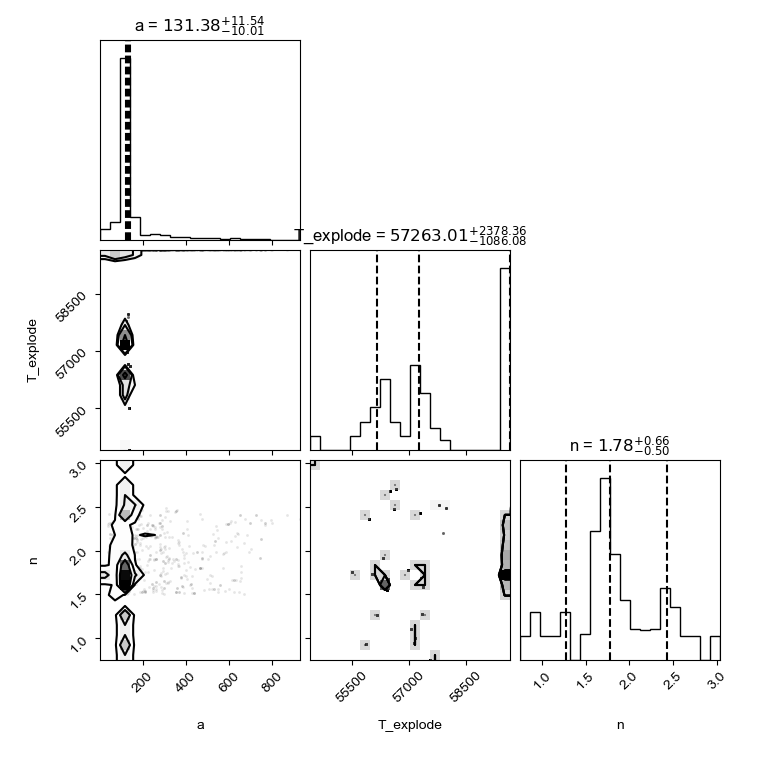 a = 131.38+11.54−10.01
T_explode = 57263.01+2378.36−1086.08
58500
57000
55500
T_explode
n = 1.78+0.66−0.50
3.0
2.5
2.0
1.5
1.0
n
200 400 600 800
55500 57000 58500
1.0 1.5 2.0 2.5 3.0
a T_explode n